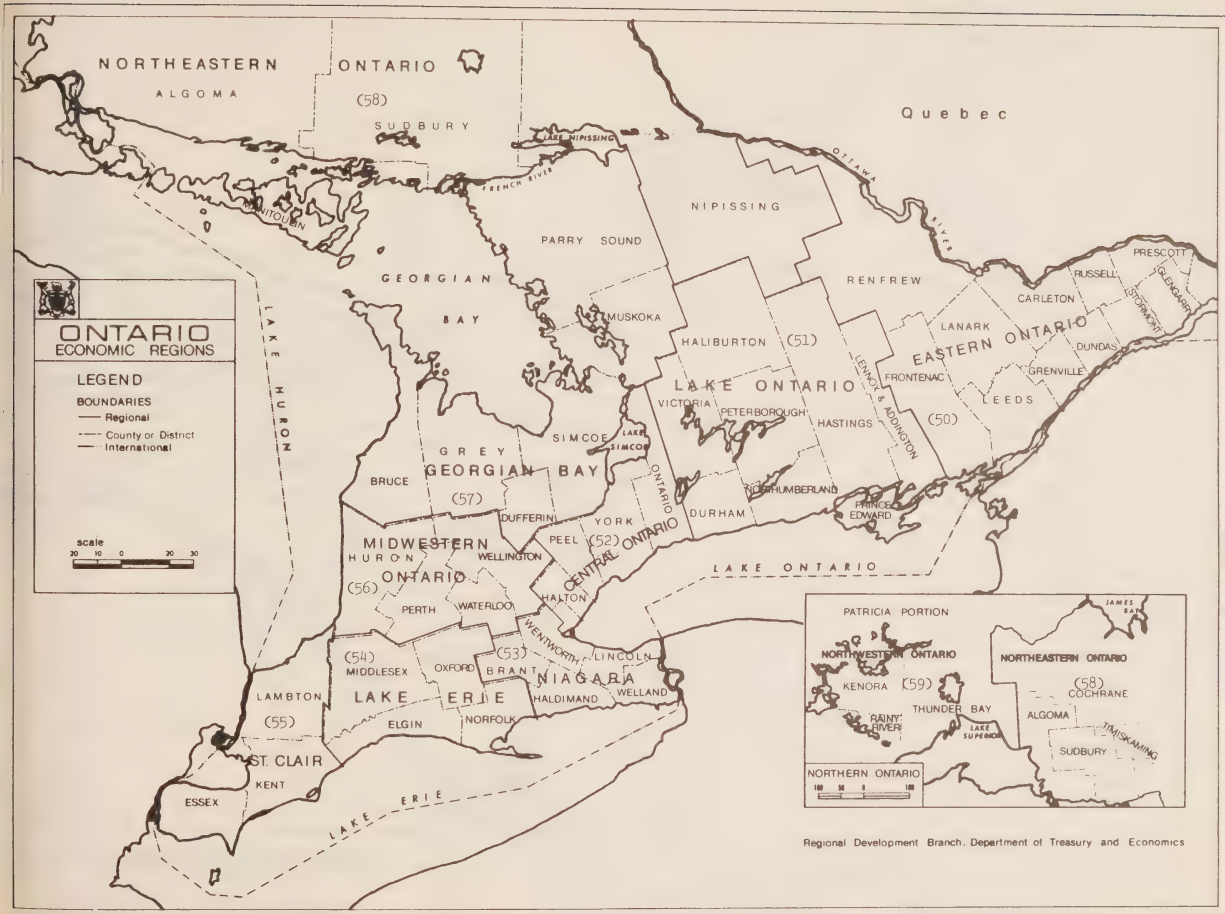 NORTHEASTERN ONTARIO
ALGOMA
(58)
SUDBURY
Quebec
LAKE NIPISSING
FRENCH RIVER
OTTAWA RIVER
MANITOULIN
NIPISSING
PARRY SOUND
GEORGIAN
BAY
RENFREW
PRESCOTT
RUSSELL
GLENGARRY
CARLETON
STORMONT
MUSKOKA
LANARK
EASTERN ONTARIO
DUNDAS
HALIBURTON
(51)
GRENVILLE
LENNOX & ADDINGTON
FRONTENAC
LAKE ONTARIO
LEEDS
VICTORIA
PETERBOROUGH
HASTINGS
(50)
LAKE HURON
ONTARIO
ECONOMIC REGIONS
LEGEND
BOUNDARIES
Regional
County or District
International
scale
20 10 0 10 20 30
SIMCOE
LAKE
SIMCOE
GREY
GEORGIAN BAY
BRUCE
(57)
ONTARIO
NORTHUMBERLAND
PRINCE
EDWARD
DURHAM
DUFFERIN
YORK
PEEL
(52)
CENTRAL ONTARIO
MIDWESTERN
HURON
WELLINGTON
ONTARIO
(56)
HALTON
PERTH
WATERLOO
LAKE ONTARIO
WENTWORTH
(54)
(53)
LINCOLN
MIDDLESEX
OXFORD
BRANT
NIAGARA
LAMBTON
LAKE ERIE
HALDIMAND
WELLAND
(55)
ELGIN
NORFOLK
ST. CLAIR
KENT
ESSEX
LAKE ERIE
PATRICIA PORTION
JAMES
BAY
NORTHWESTERN ONTARIO
NORTHEASTERN ONTARIO
KENORA
(59)
(58)
COCHRANE
THUNDER BAY
ALGOMA
RAINY
RIVER
LAKE
SUPERIOR
TIMISKAMING
SUDBURY
NORTHERN ONTARIO
100 50 0 100
Regional Development Branch. Department of Treasury and Economics